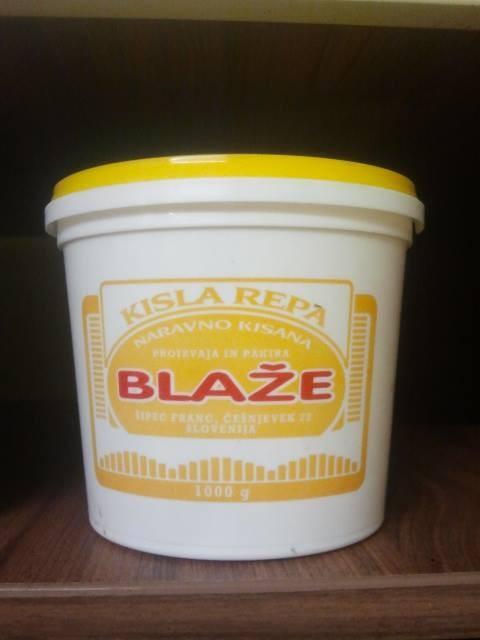 KISLA REPA
NARAVNO KISANA
PROIZVAJA IN PAKIRA
BLAŽE
ŠIPEC FRANC, ČEŠNJEVEK 22
SLOVENIJA
1000 g